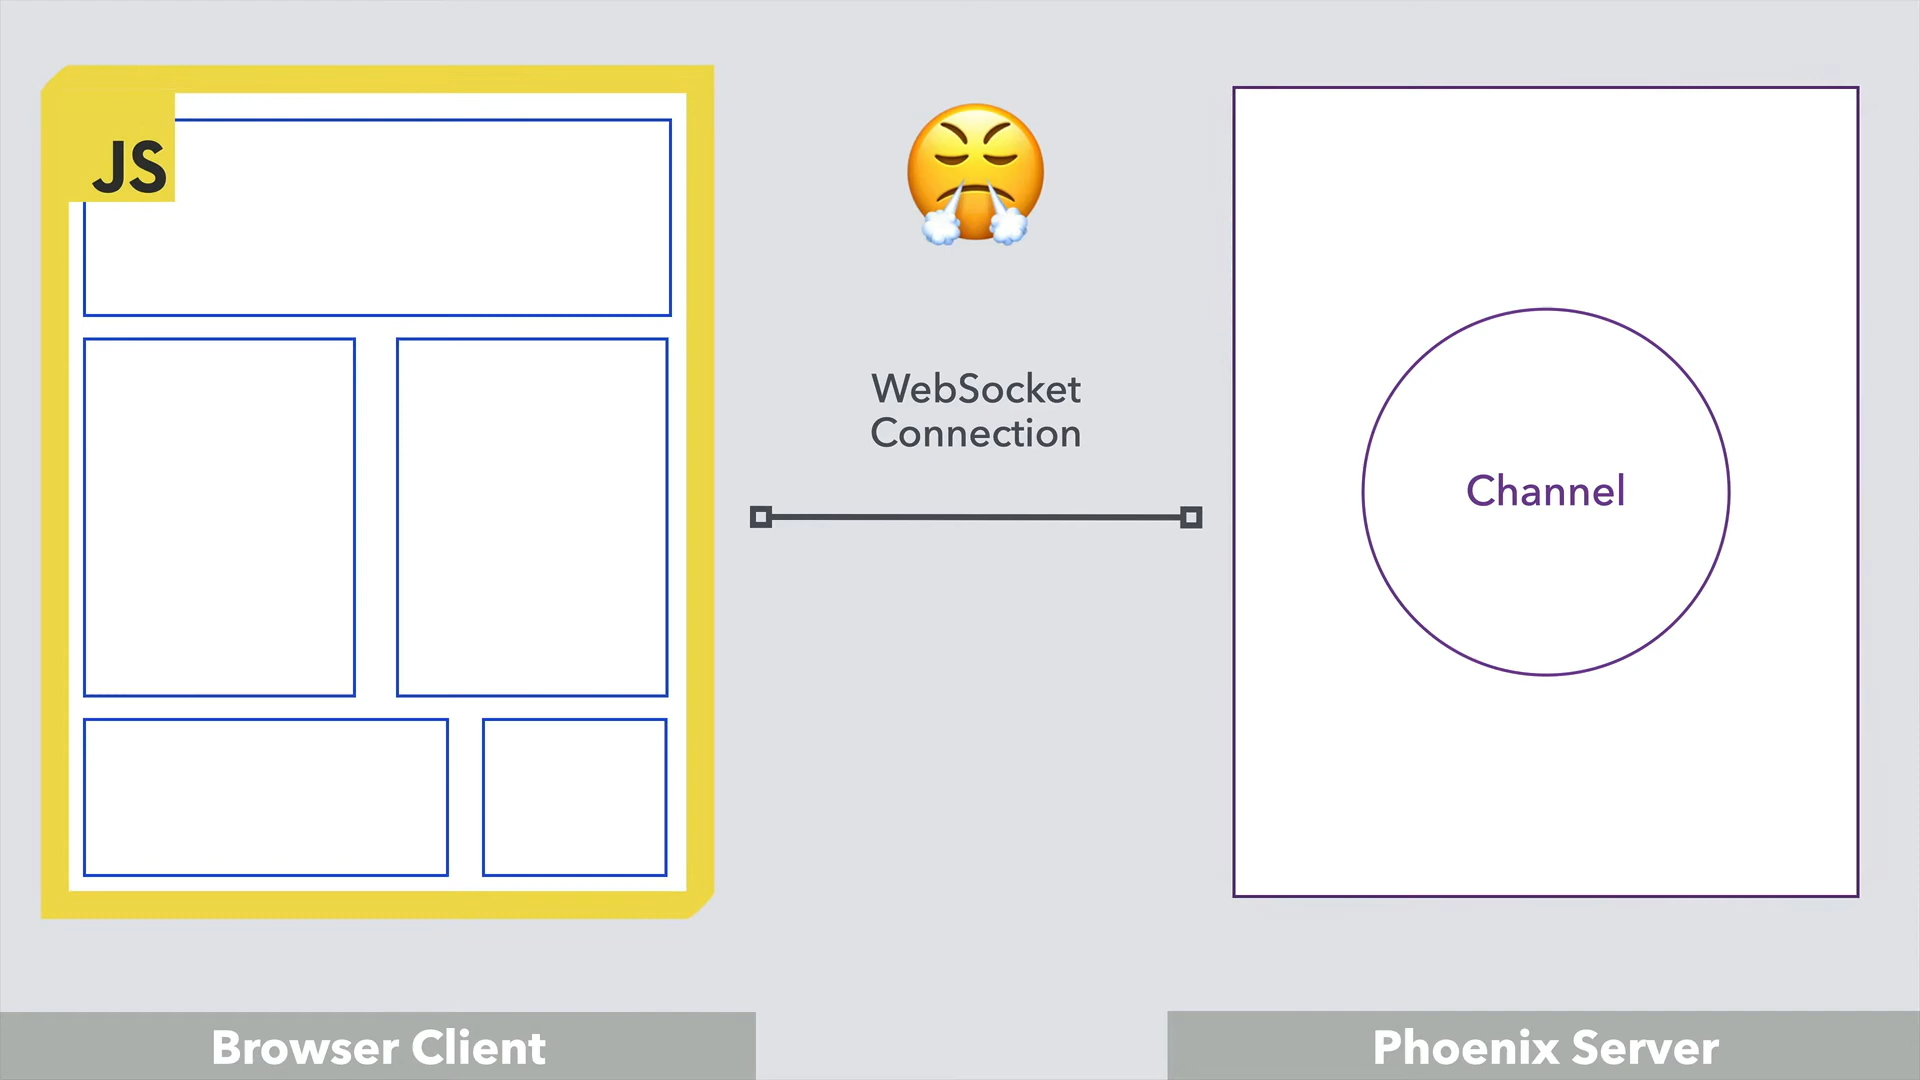 JS
WebSocket
Connection
Channel
Browser Client
Phoenix Server